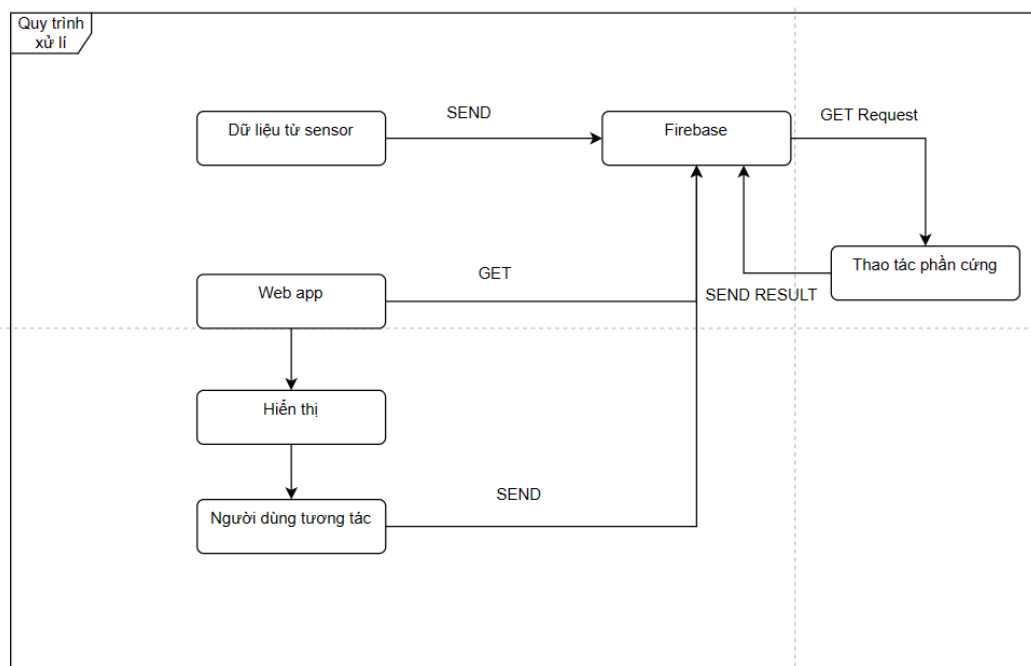 Quy trình
xử lí
SEND
GET Request
Dữ liệu từ sensor
Firebase
Thao tác phần cứng
GET
SEND RESULT
Web app
Hiển thị
SEND
Người dùng tương tác